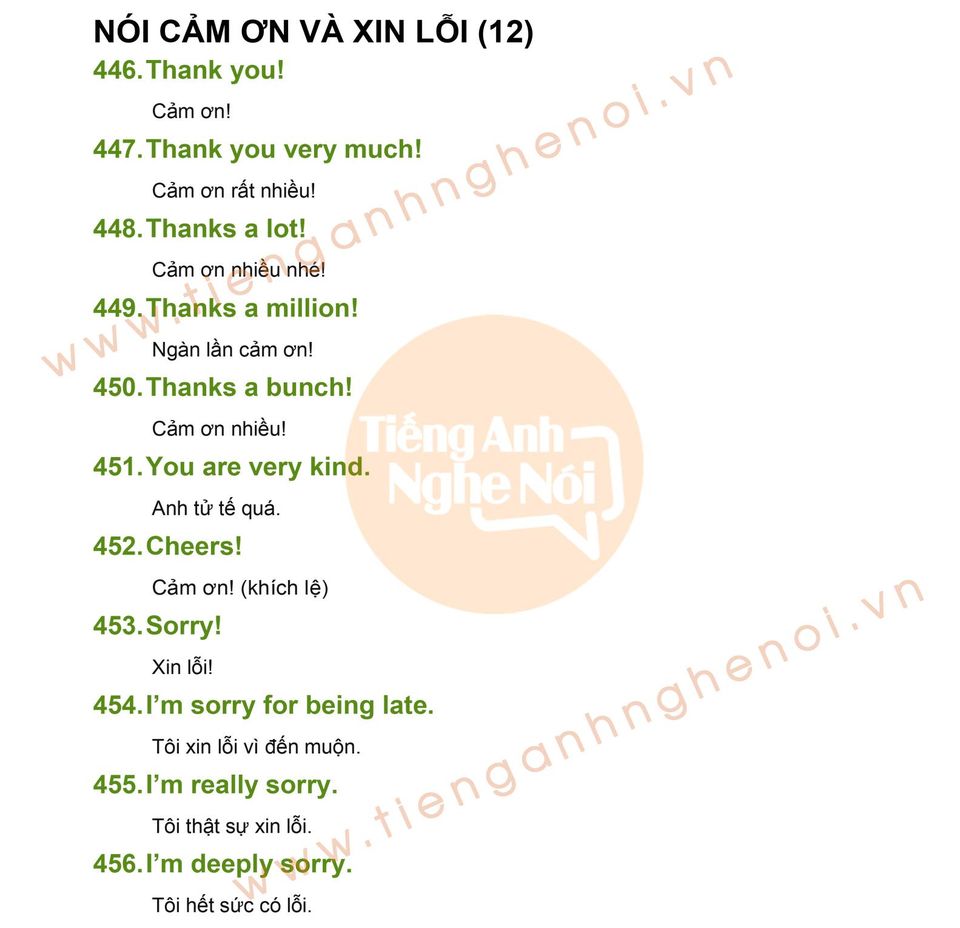 NÓI CẢM ƠN VÀ XIN LỖI (12)
446. Thank you!
Cảm ơn!
447. Thank you very much!
Cảm ơn rất nhiều!
448. Thanks a lot!
Cảm ơn nhiều nhé!
449. Thanks a million!
Ngàn lần cảm ơn!
450. Thanks a bunch!
Cảm ơn nhiều!
451. You are very kind.
Anh tử tế quá.
452. Cheers!
Cảm ơn! (khích lệ)
453. Sorry!
Xin lỗi!
454. I’m sorry for being late.
Tôi xin lỗi vì đến muộn.
455. I’m really sorry.
Tôi thật sự xin lỗi.
456. I’m deeply sorry.
Tôi hết sức có lỗi.
www.tienganhnghenoi.vn
Tiếng Anh
Nghe Nói
www.tienganhnghenoi.vn